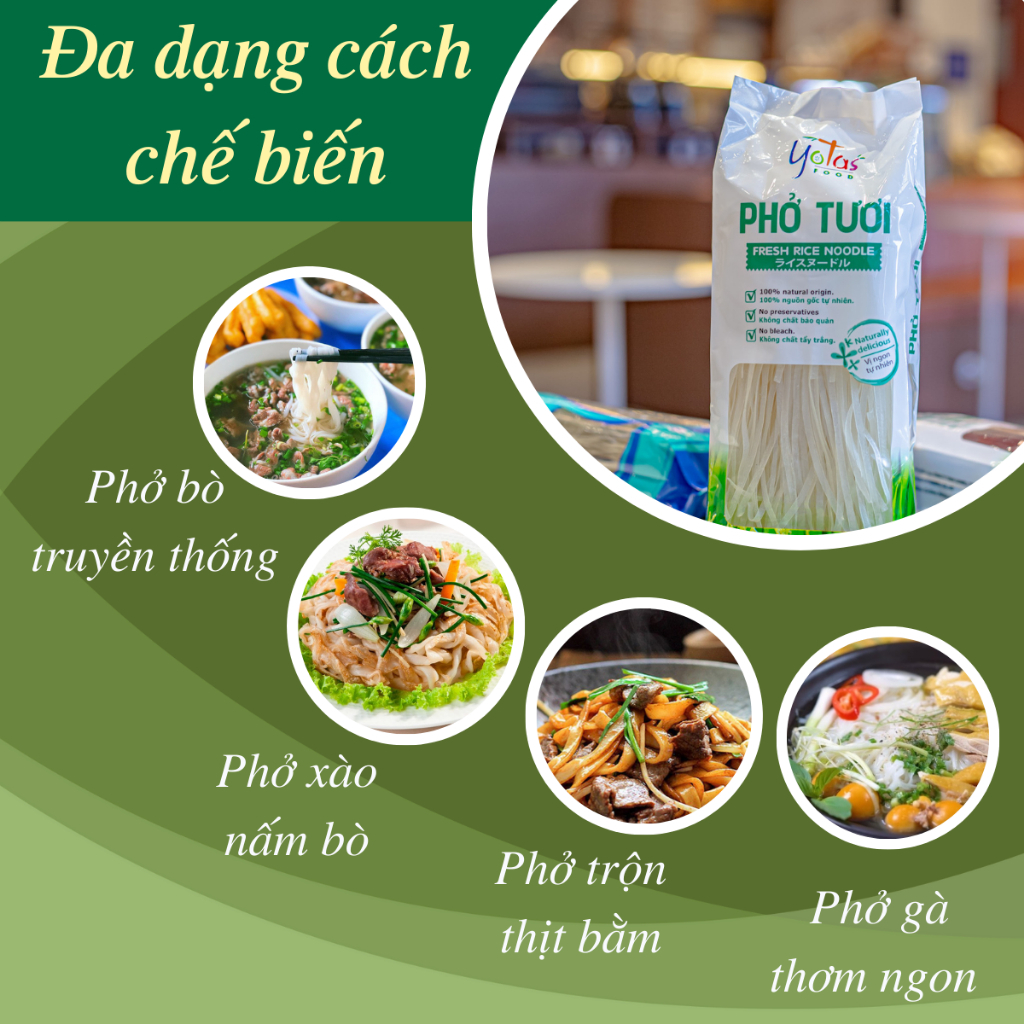 Đa dạng cách
chế biến
Yotas
FOOD
PHỞ TƯƠI
FRESH RICE NOODLE
ライスヌードル
100% natural origin.
100% nguồn gốc tự nhiên.
No preservatives
Không chất bảo quản
No bleach.
Không chất tẩy trắng.
Naturally
delicious
Vị ngon
tự nhiên
Phở bò
truyền thống
Phở xào
nấm bò
Phở trộn
thịt bằm
Phở gà
thơm ngon